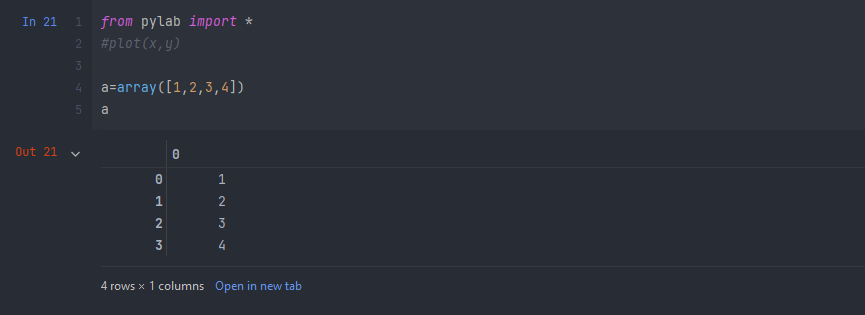 In 21 1 from pylab import *
2 #plot(x,y)
3
4 a=array([1,2,3,4])
5 a
Out 21 0
0 1
1 2
2 3
3 4
4 rows × 1 columns Open in new tab